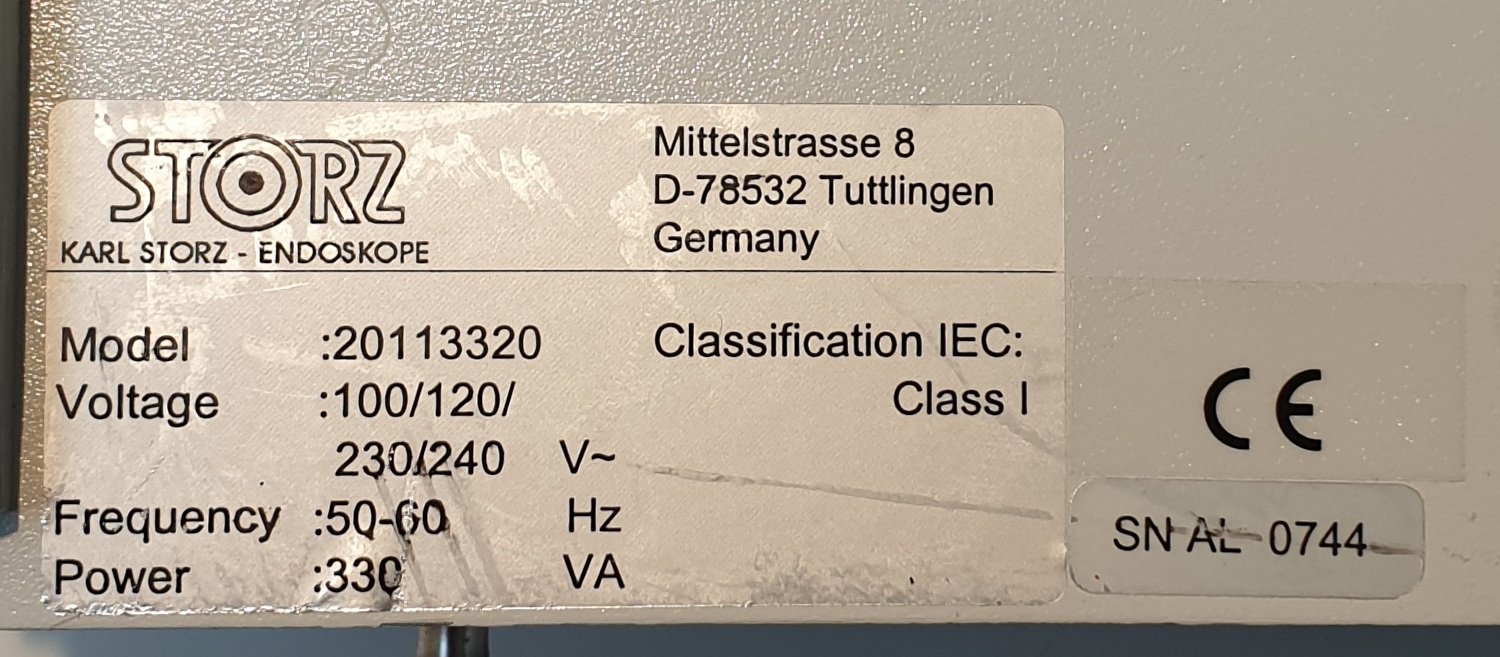 STORZ
KARL STORZ - ENDOSKOPE
Mittelstrasse 8
D-78532 Tuttlingen
Germany
Model :20113320
Voltage :100/120/
230/240 V~
Frequency :50-60 Hz
Power :330 VA
Classification IEC:
Class I
CE
SN AL 0744